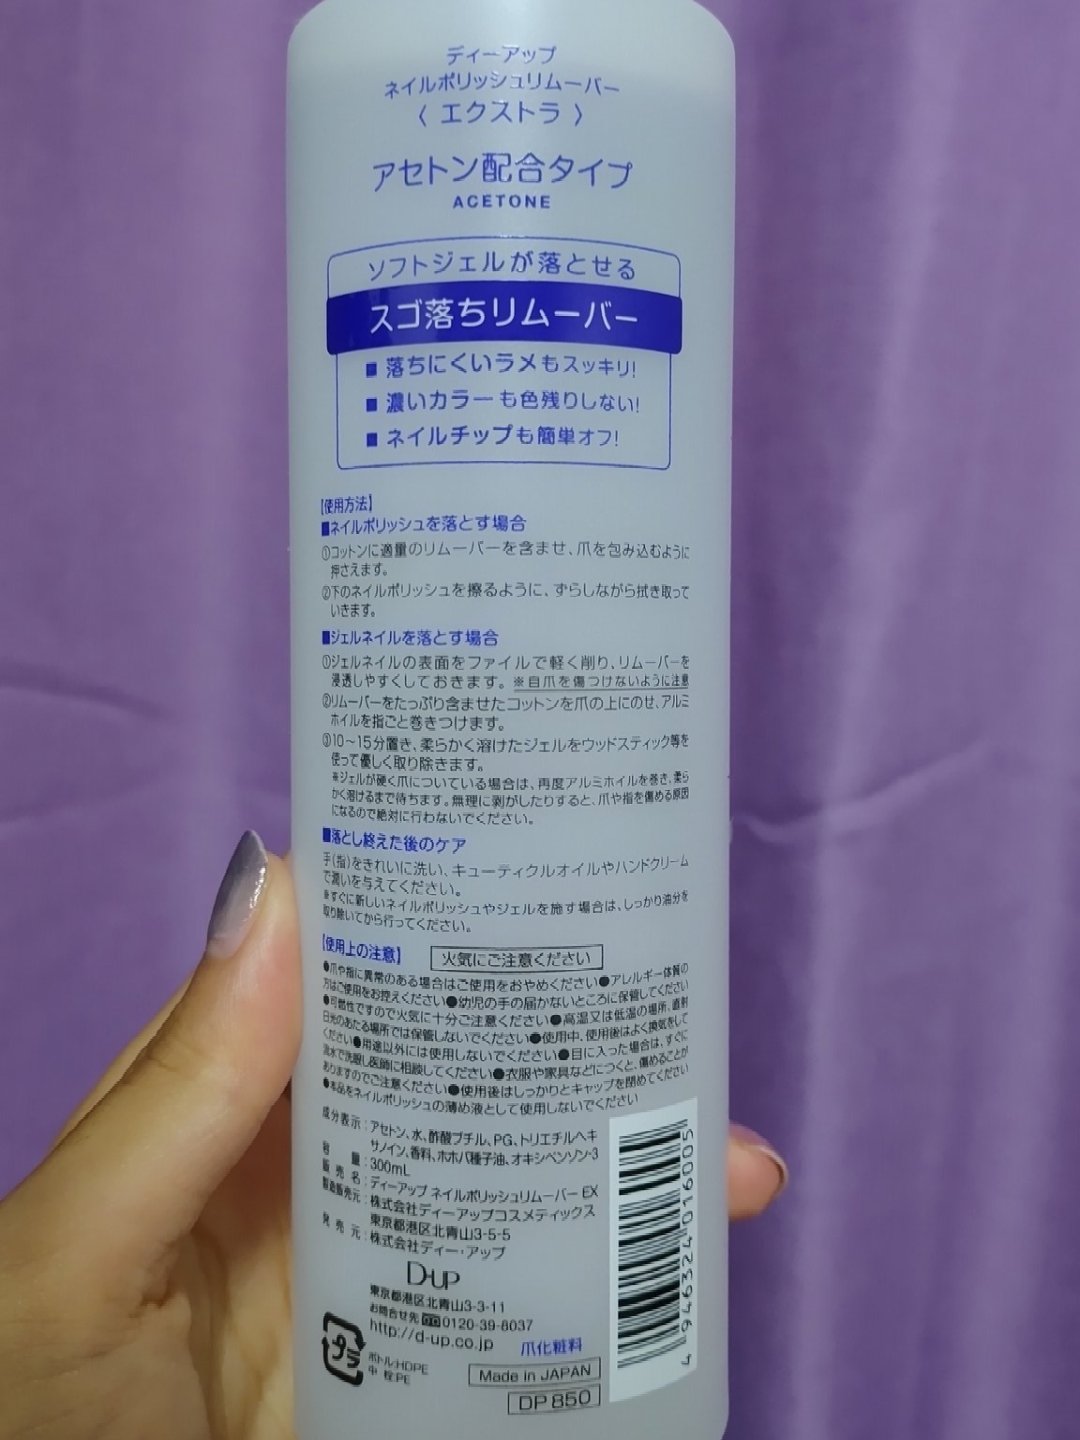 ディーアップ
ネイルポリッシュリムーバー
〈エクストラ〉
アセトン配合タイプ
ACETONE
ソフトジェルが落とせる
スゴ落ちリムーバー
■落ちにくいラメもスッキリ!
■濃いカラーも色残りしない!
■ネイルチップも簡単オフ!
【使用方法】
■ネイルポリッシュを落とす場合
①コットンに適量のリムーバーを含ませ、爪を包み込むように
押さえます。
②下のネイルポリッシュを擦るように、ずらしながら拭き取って
いきます。
■ジェルネイルを落とす場合
①ジェルネイルの表面をファイルで軽く削り、リムーバーを
浸透しやすくしておきます。※自爪を傷つけないように注意
②リムーバーをたっぷり含ませたコットンを爪の上にのせ、アルミ
ホイルを指ごと巻きつけます。
③10～15分置き、柔らかく溶けたジェルをウッドスティック等を
使って優しく取り除きます。
※ジェルが硬く爪についている場合は、再度アルミホイルを巻き、柔ら
かく溶けるまで待ちます。無理に剥がしたりすると、爪や指を傷める原因
になるので絶対に行わないでください。
■落とし終えた後のケア
手(指)をきれいに洗い、キューティクルオイルやハンドクリーム
で潤いを与えてください。
※すぐに新しいネイルポリッシュやジェルを施す場合は、しっかり油分を
取り除いてから行ってください。
【使用上の注意】 火気にご注意ください
●爪や指に異常のある場合はご使用をおやめください●アレルギー体質の
方はご使用をお控えください●幼児の手の届かないところに保管してください
●可燃性ですので火気に十分ご注意ください●高温又は低温の場所、直射
日光のあたる場所では保管しないでください●使用中、使用後はよく換気をして
ください●用途以外には使用しないでください●目に入った場合は、すぐに
流水で洗眼し医師に相談してください●衣服や家具などにつくと、傷めることが
ありますのでご注意ください●使用後はしっかりとキャップを閉めてください
●本品をネイルポリッシュの薄め液として使用しないでください
成分表示：アセトン、水、酢酸ブチル、PG、トリエチルヘキ
サノイン、香料、ホホバ種子油、オキシベンゾン-3
容量：300mL
販売名：ディーアップ ネイルポリッシュリムーバー EX
製造販売元：株式会社ディーアップコスメティックス
東京都港区北青山3-5-5
発売元：株式会社ディー・アップ
D-UP
東京都港区北青山3-3-11
お問合せ先 0120-39-8037
http://d-up.co.jp
爪化粧料
プラ
ボトル:HDPE
中 栓:PE
Made in JAPAN
DP 850
4 946324 016005